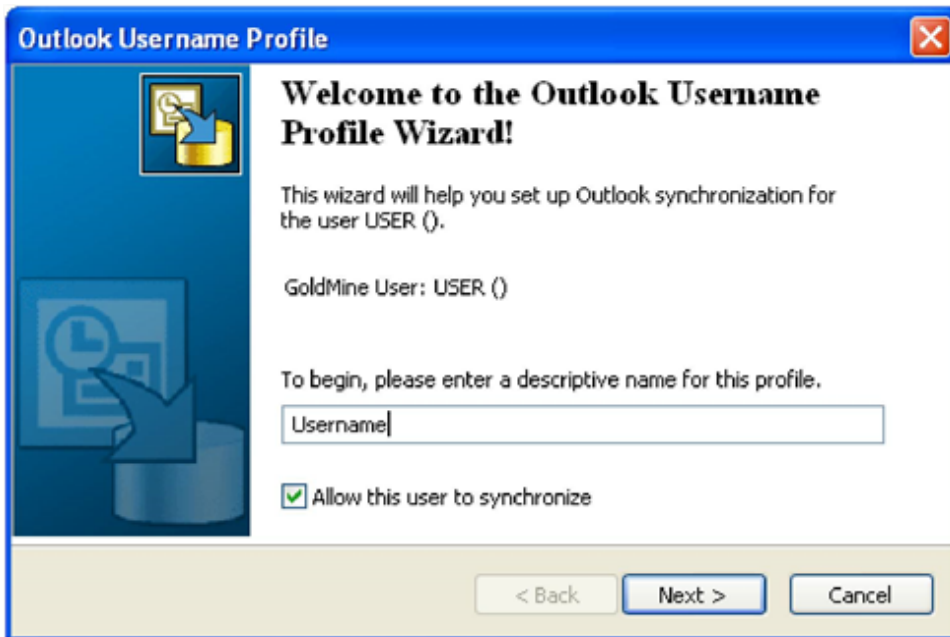 Outlook Username Profile
Welcome to the Outlook Username
Profile Wizard!
This wizard will help you set up Outlook synchronization for
the user USER ().
GoldMine User: USER ()
To begin, please enter a descriptive name for this profile.
Username
Allow this user to synchronize
< Back
Next >
Cancel